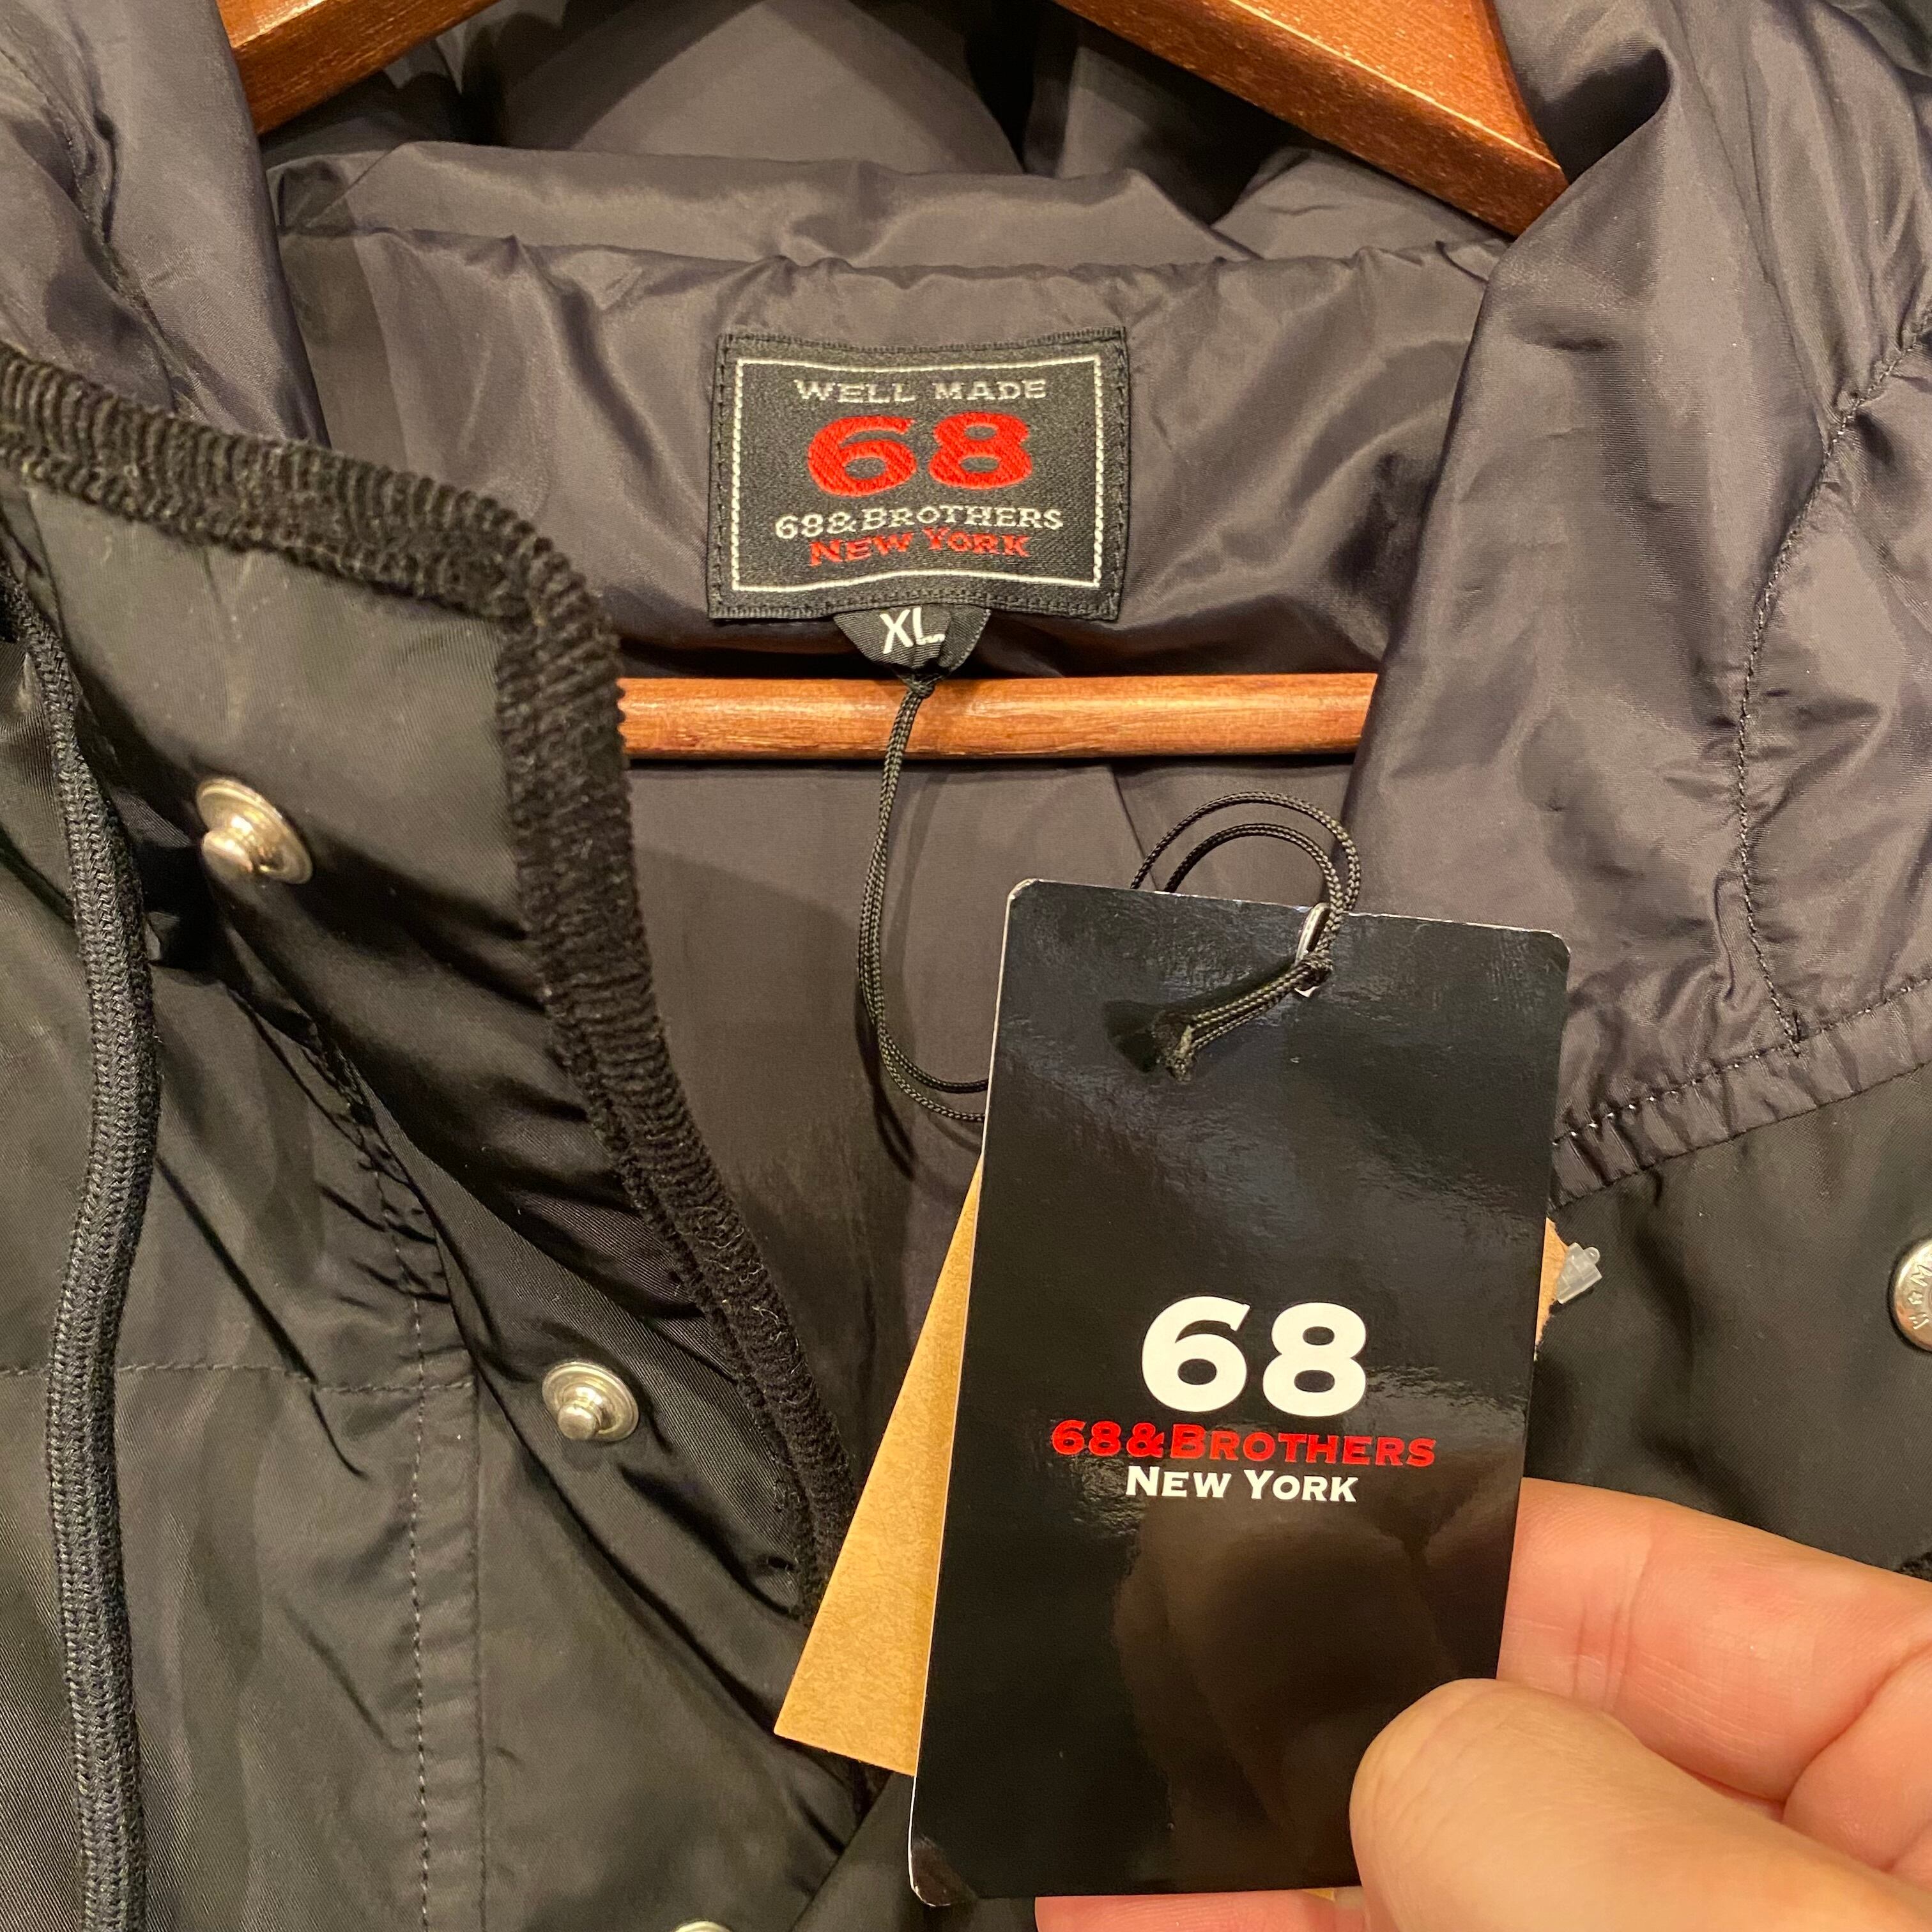 WELL MADE
68
68&BROTHERS
NEW YORK
XL
68
68&BROTHERS
NEW YORK